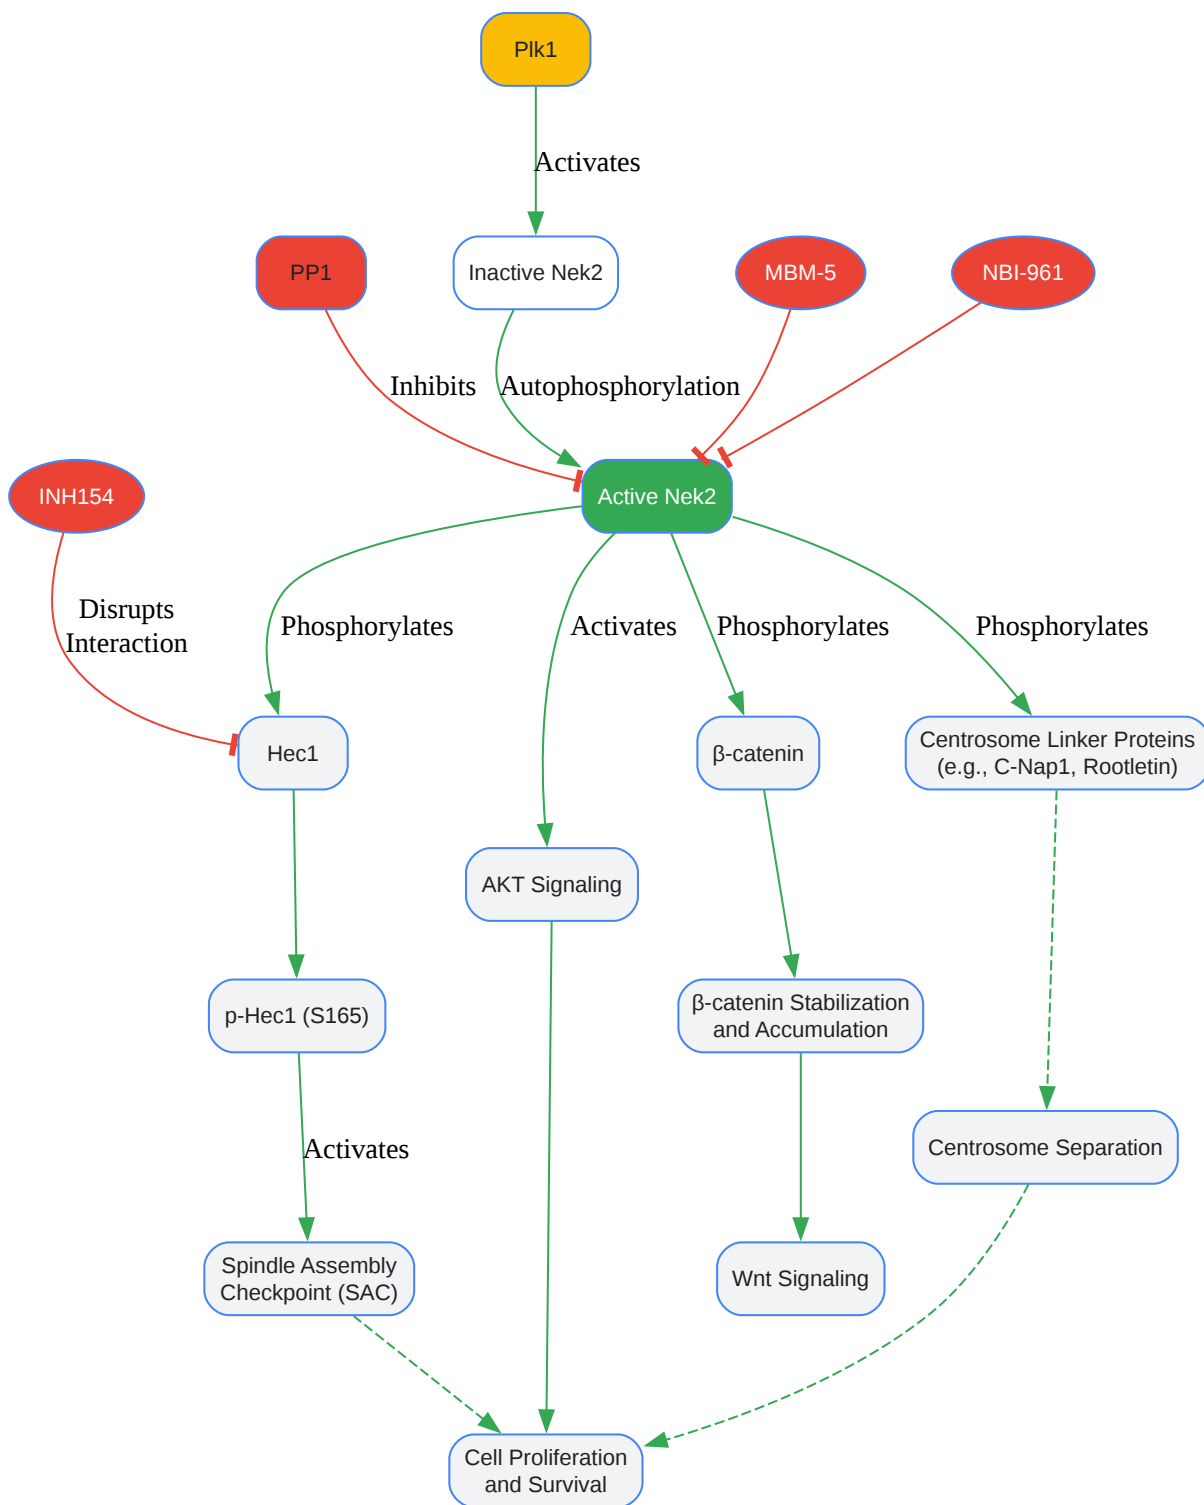 Plk1
Activates
PP1
Inactive Nek2
MBM-5
NBI-961
Inhibits
Autophosphorylation
INH154
Active Nek2
Disrupts
Interaction
Phosphorylates
Activates
Phosphorylates
Phosphorylates
Hec1
β-catenin
Centrosome Linker Proteins
(e.g., C-Nap1, Rootletin)
AKT Signaling
p-Hec1 (S165)
β-catenin Stabilization
and Accumulation
Activates
Centrosome Separation
Spindle Assembly
Checkpoint (SAC)
Wnt Signaling
Cell Proliferation
and Survival